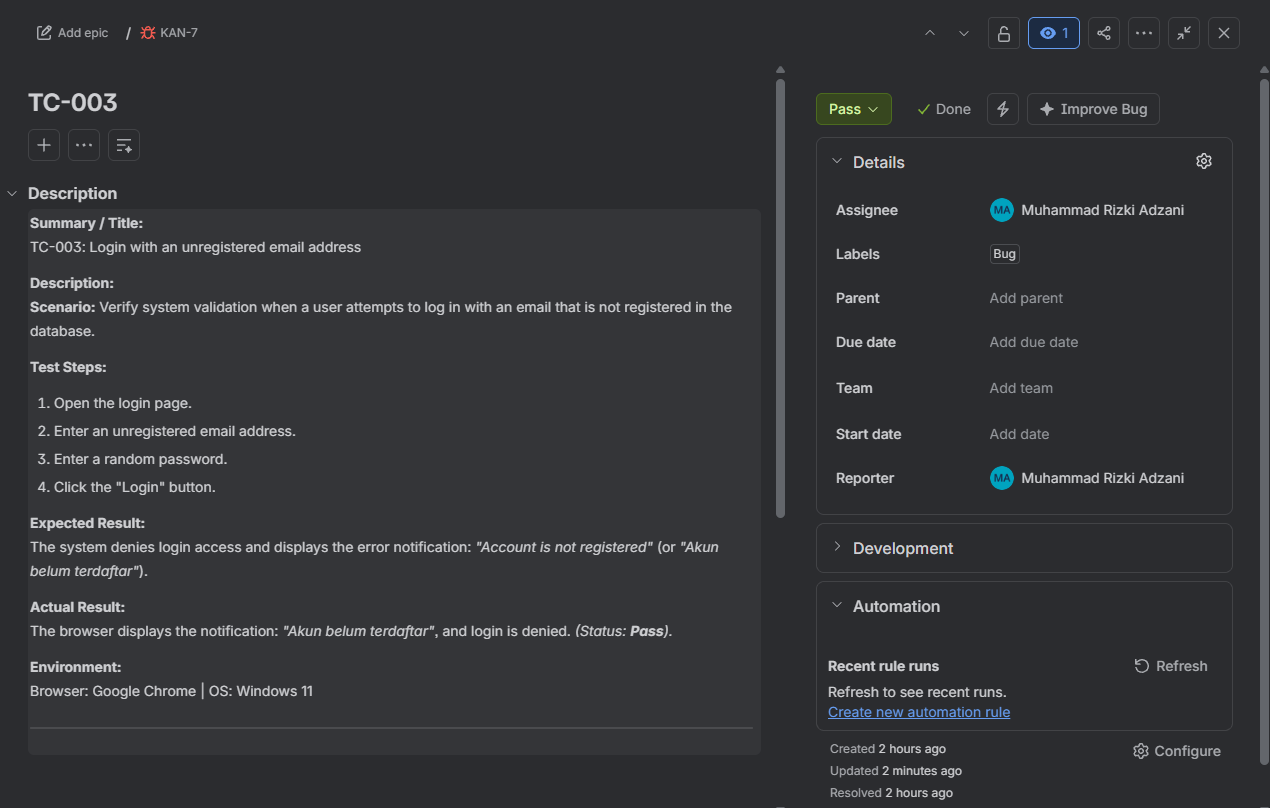 Add epic / KAN-7
1
TC-003
Pass
Done
Improve Bug
Description
Summary / Title:
TC-003: Login with an unregistered email address
Description:
Scenario: Verify system validation when a user attempts to log in with an email that is not registered in the
database.
Test Steps:
1. Open the login page.
2. Enter an unregistered email address.
3. Enter a random password.
4. Click the "Login" button.
Expected Result:
The system denies login access and displays the error notification: "Account is not registered" (or "Akun
belum terdaftar").
Actual Result:
The browser displays the notification: "Akun belum terdaftar", and login is denied. (Status: Pass).
Environment:
Browser: Google Chrome | OS: Windows 11
Details
Assignee
MA Muhammad Rizki Adzani
Labels
Bug
Parent
Add parent
Due date
Add due date
Team
Add team
Start date
Add date
Reporter
MA Muhammad Rizki Adzani
Development
Automation
Recent rule runs
Refresh
Refresh to see recent runs.
Create new automation rule
Created 2 hours ago
Configure
Updated 2 minutes ago
Resolved 2 hours ago